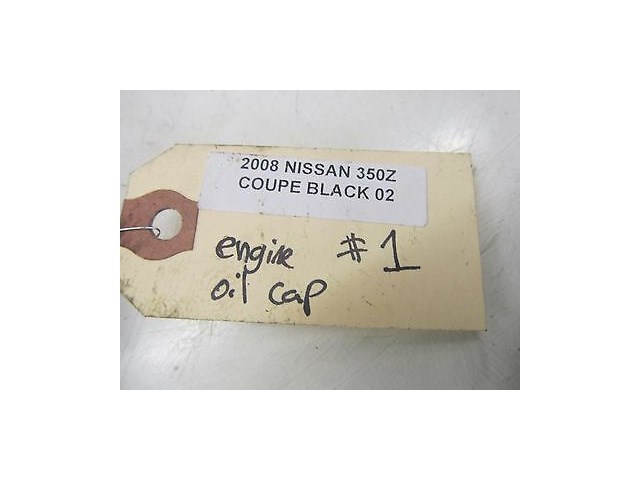 2008 NISSAN 350Z
COUPE BLACK 02
engine #1
oil cap